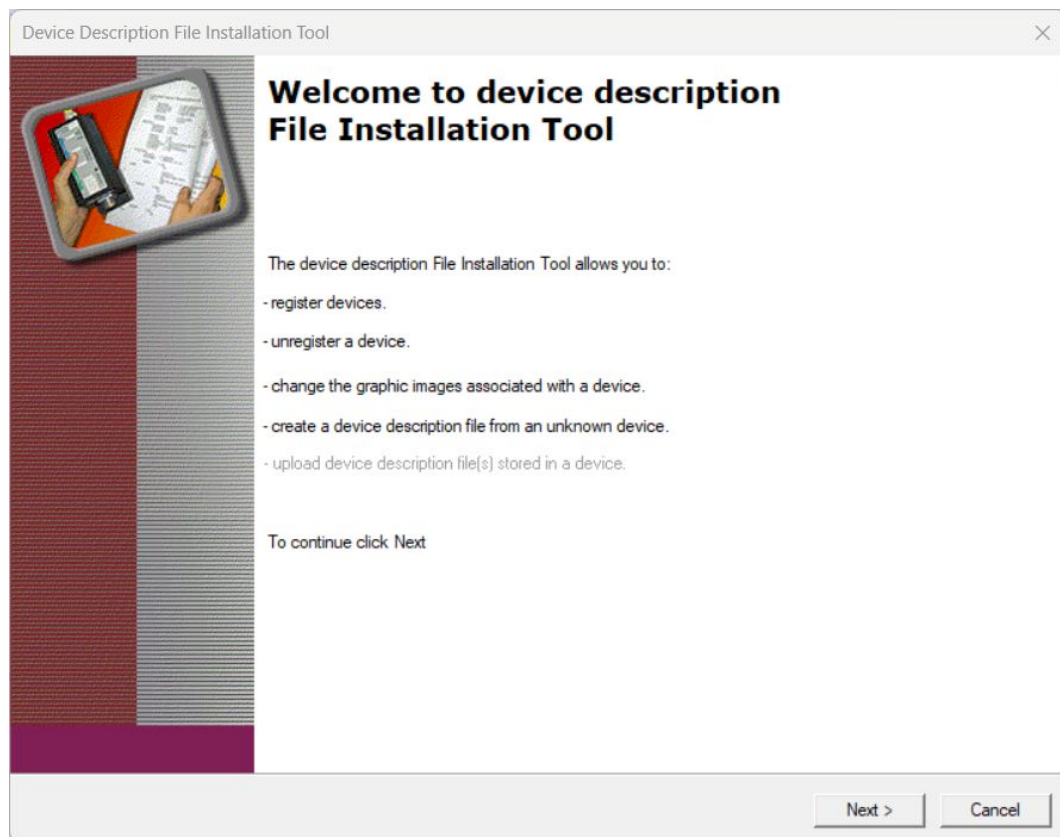 Device Description File Installation Tool
Welcome to device description
File Installation Tool
The device description File Installation Tool allows you to:
- register devices.
- unregister a device.
- change the graphic images associated with a device.
- create a device description file from an unknown device.
- upload device description file(s) stored in a device.
To continue click Next
Next >
Cancel